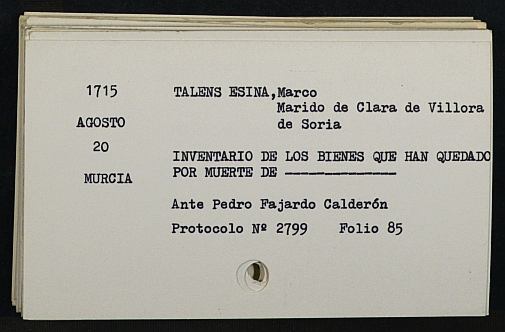 1715
TALENS ESINA,Marco
Marido de Clara de Villora
AGOSTO
de Soria
20
INVENTARIO DE LOS BIENES QUE HAN QUEDADO
MURCIA
POR MUERTE DE --------------
Ante Pedro Fajardo Calderón
Protocolo Nº 2799 Folio 85